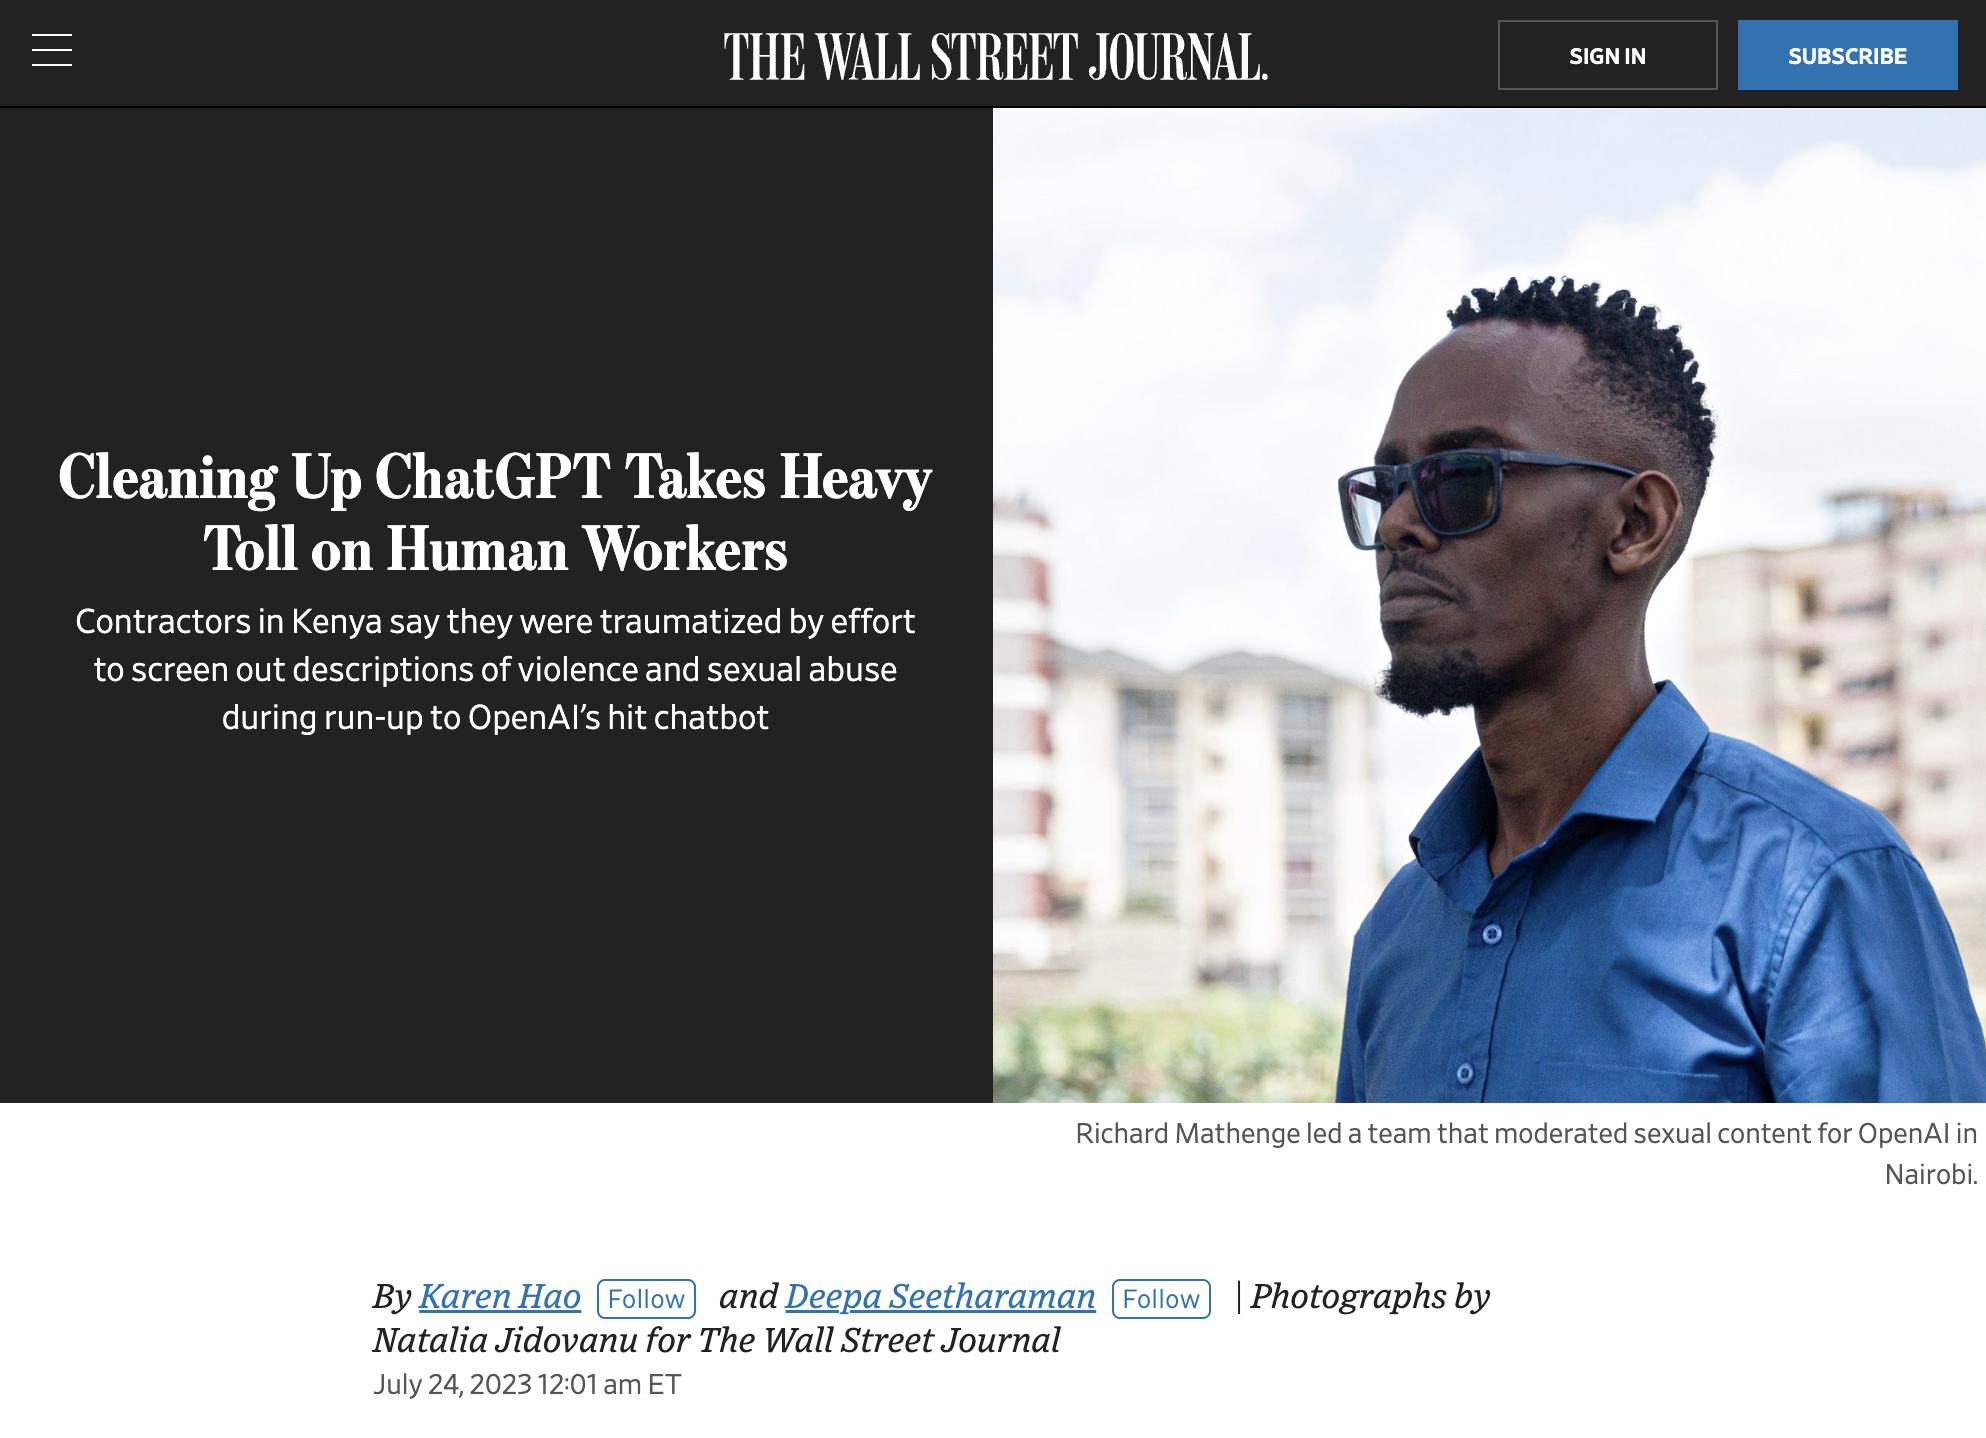 THE WALL STREET JOURNAL.
SIGN IN
SUBSCRIBE
Cleaning Up ChatGPT Takes Heavy
Toll on Human Workers
Contractors in Kenya say they were traumatized by effort
to screen out descriptions of violence and sexual abuse
during run-up to OpenAI’s hit chatbot
Richard Mathenge led a team that moderated sexual content for OpenAI in
Nairobi.
By Karen Hao Follow and Deepa Seetharaman Follow | Photographs by
Natalia Jidovanu for The Wall Street Journal
July 24, 2023 12:01 am ET